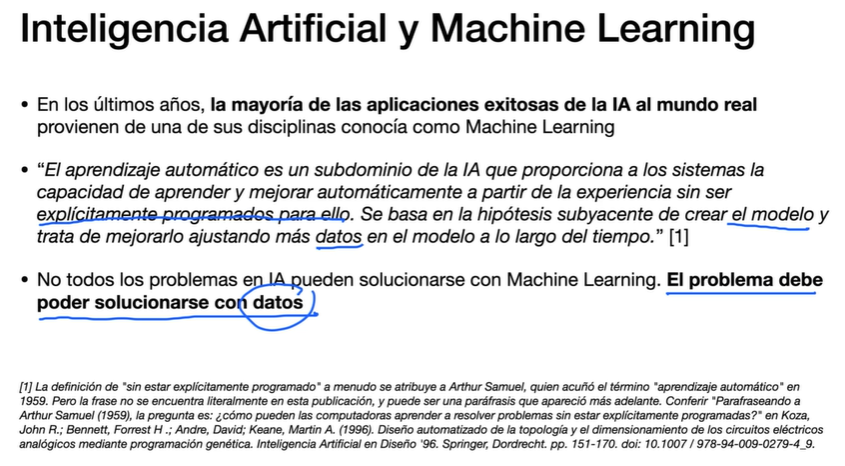 Inteligencia Artificial y Machine Learning
• En los últimos años, la mayoría de las aplicaciones exitosas de la IA al mundo real
provienen de una de sus disciplinas conocía como Machine Learning
• “El aprendizaje automático es un subdominio de la IA que proporciona a los sistemas la
capacidad de aprender y mejorar automáticamente a partir de la experiencia sin ser
explícitamente programados para ello. Se basa en la hipótesis subyacente de crear el modelo y
trata de mejorarlo ajustando más datos en el modelo a lo largo del tiempo.” [1]
• No todos los problemas en IA pueden solucionarse con Machine Learning. El problema debe
poder solucionarse con datos
[1] La definición de "sin estar explícitamente programado" a menudo se atribuye a Arthur Samuel, quien acuñó el término "aprendizaje automático" en
1959. Pero la frase no se encuentra literalmente en esta publicación, y puede ser una paráfrasis que apareció más adelante. Conferir "Parafraseando a
Arthur Samuel (1959), la pregunta es: ¿cómo pueden las computadoras aprender a resolver problemas sin estar explícitamente programadas?" en Koza,
John R.; Bennett, Forrest H .; Andre, David; Keane, Martin A. (1996). Diseño automatizado de la topología y el dimensionamiento de los circuitos eléctricos
analógicos mediante programación genética. Inteligencia Artificial en Diseño '96. Springer, Dordrecht. pp. 151-170. doi: 10.1007 / 978-94-009-0279-4_9.